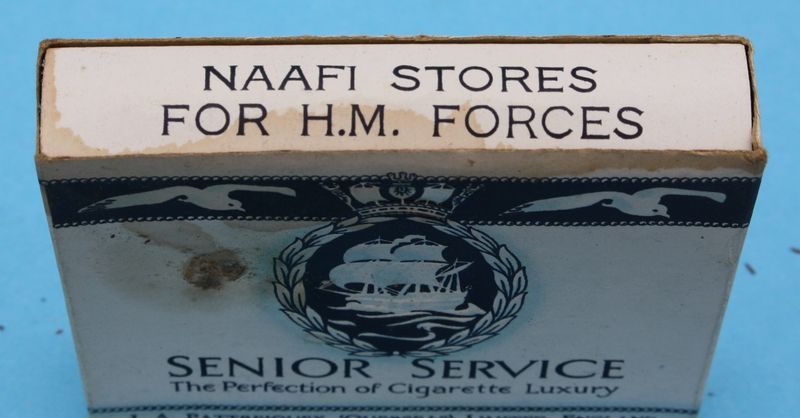 NAAFI STORES
FOR H.M. FORCES
SENIOR SERVICE
The Perfection of Cigarette Luxury